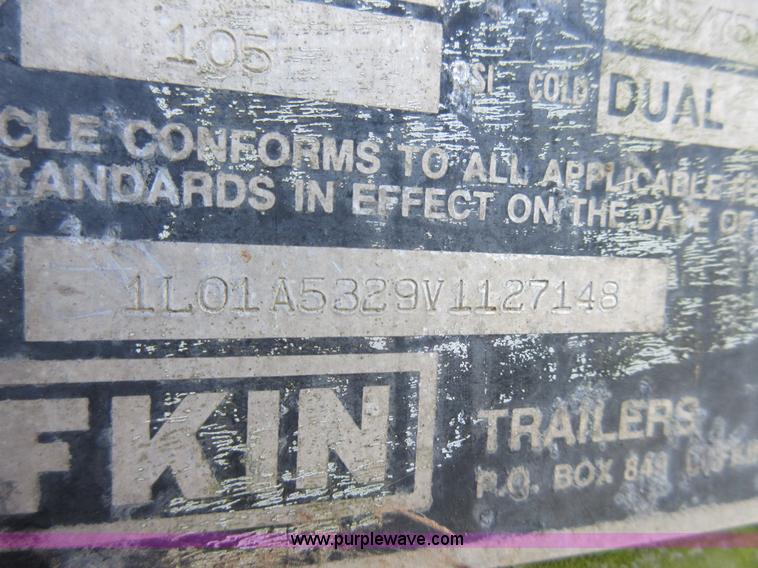 105 PSI COLD DUAL
CLE CONFORMS TO ALL APPLICABLE
STANDARDS IN EFFECT ON THE DATE OF
1L01A5329V1127148
FKIN TRAILERS
P.O. BOX 849
www.purplewave.com